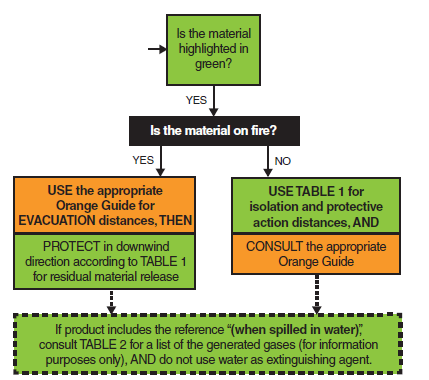 Is the material
highlighted in
green?
YES
Is the material on fire?
YES
NO
USE the appropriate
Orange Guide for
EVACUATION distances, THEN
PROTECT in downwind
direction according to TABLE 1
for residual material release
USE TABLE 1 for
isolation and protective
action distances, AND
CONSULT the appropriate
Orange Guide
If product includes the reference “(when spilled in water)”,
consult TABLE 2 for a list of the generated gases (for information
purposes only), AND do not use water as extinguishing agent.